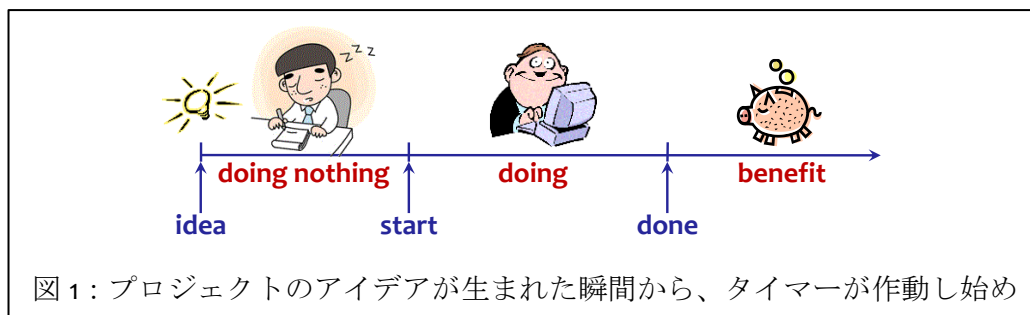 zzz
doing nothing doing benefit
idea start done
図 1：プロジェクトのアイデアが生まれた瞬間から、タイマーが作動し始め